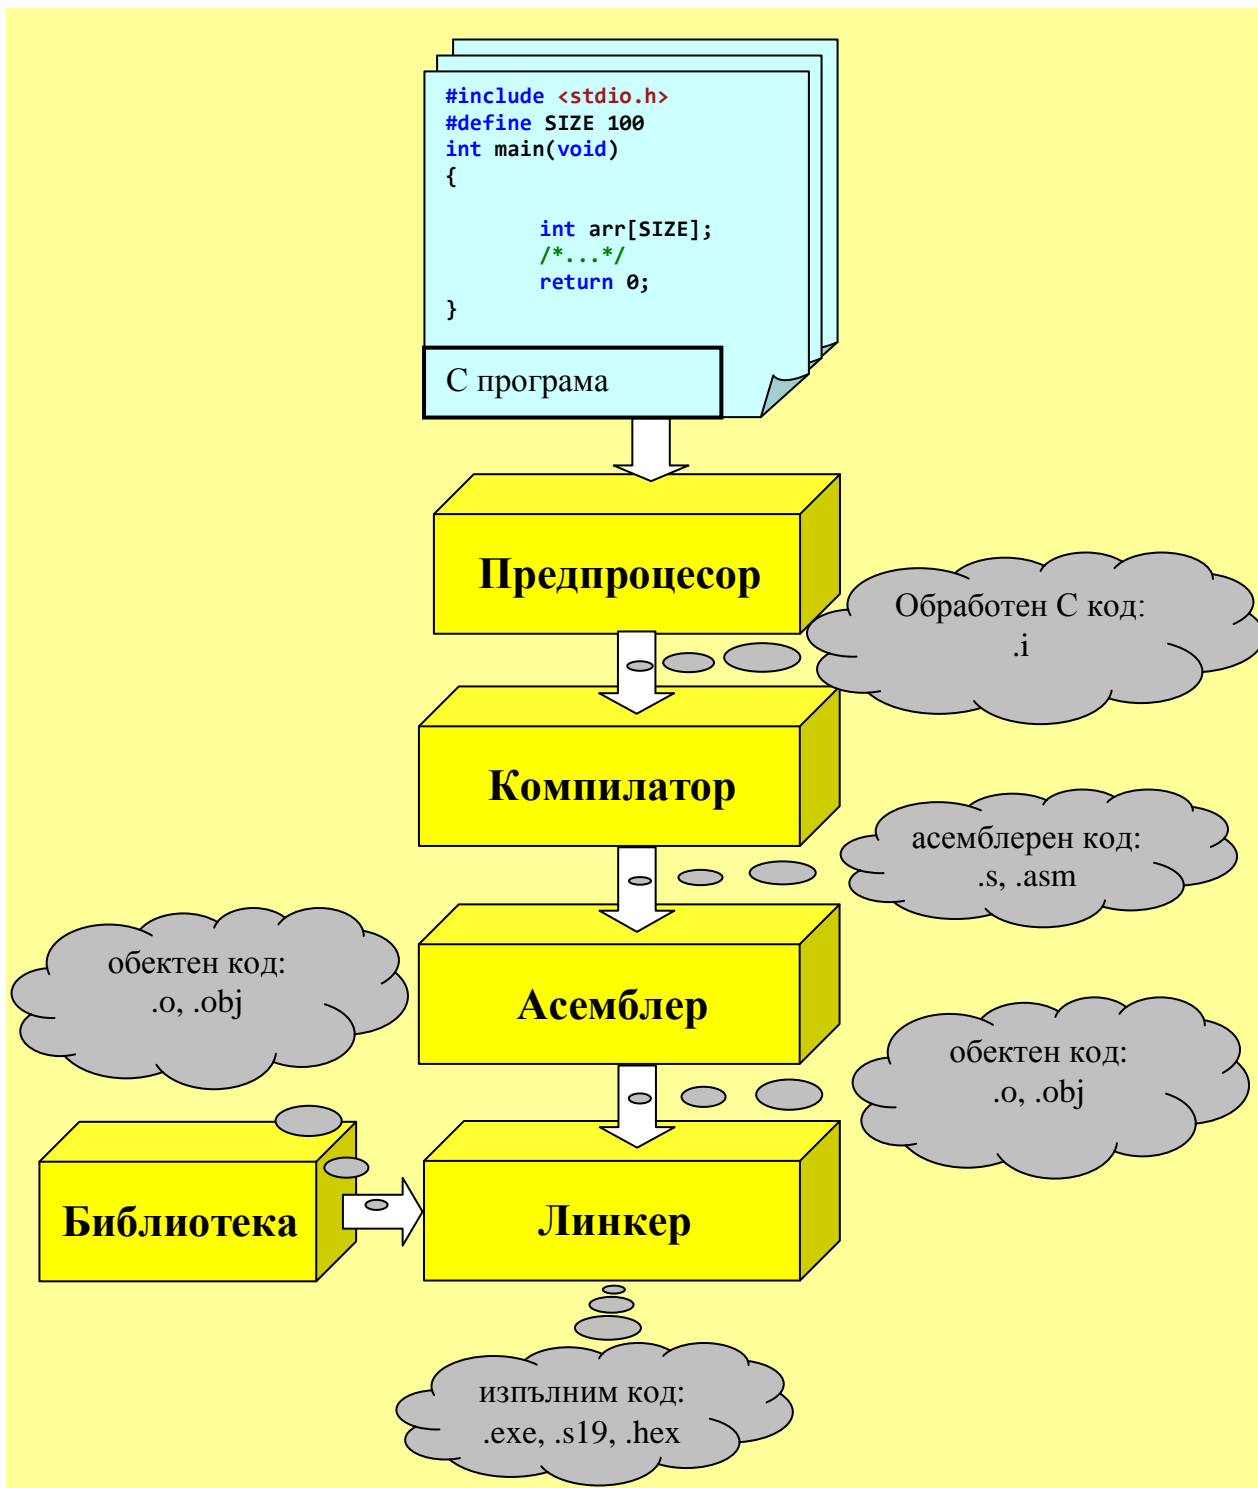 #include <stdio.h>
#define SIZE 100
int main(void)
{
int arr[SIZE];
/*...*/
return 0;
}
С програма
Предпроцесор
Обработен С код:
.i
Компилатор
асемблерен код:
.s, .asm
обектен код:
.o, .obj
Асемблер
обектен код:
.o, .obj
Библиотека
Линкер
изпълним код:
.exe, .s19, .hex